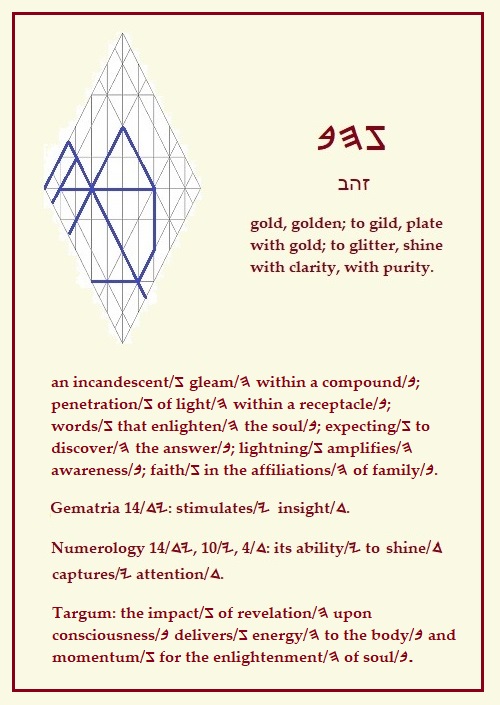 𐤆𐤄𐤁
זהב
gold, golden; to gild, plate
with gold; to glitter, shine
with clarity, with purity.
an incandescent/𐤆 gleam/𐤄 within a compound/𐤁;
penetration/𐤆 of light/𐤄 within a receptacle/𐤁;
words/𐤆 that enlighten/𐤄 the soul/𐤁; expecting/𐤆 to
discover/𐤄 the answer/𐤁; lightning/𐤆 amplifies/𐤄
awareness/𐤁; faith/𐤆 in the affiliations/𐤄 of family/𐤁.
Gematria 14/𐤉𐤃: stimulates/𐤉 insight/𐤃.
Numerology 14/𐤉𐤃, 10/𐤉, 4/𐤃: its ability/𐤉 to shine/𐤃
captures/𐤉 attention/𐤃.
Targum: the impact/𐤆 of revelation/𐤄 upon
consciousness/𐤁 delivers/𐤆 energy/𐤄 to the body/𐤁 and
momentum/𐤆 for the enlightenment/𐤄 of soul/𐤁.